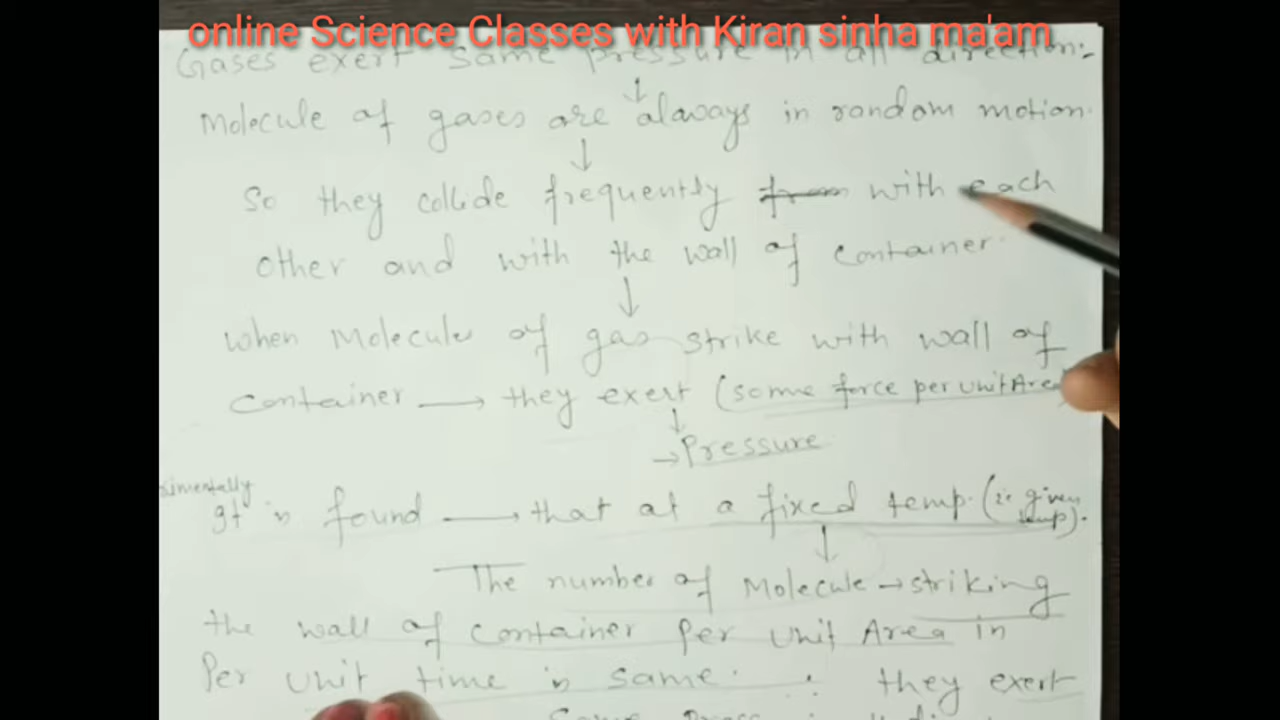 online Science Classes with Kiran sinha ma'am
Gases exert same pressure in all direction:-
↓
Molecule of gases are always in random motion.
↓
So they collide frequently with each
other and with the wall of container.
↓
when Molecule of gas strike with wall of
container → they exert (some force per unit Area)
↓
→ Pressure
imentally
It is found → that at a fixed temp. (ie given
temp).
↓
The number of Molecule → striking
the wall of container Per unit Area in
Per unit time is same. ∴ they exert
Same